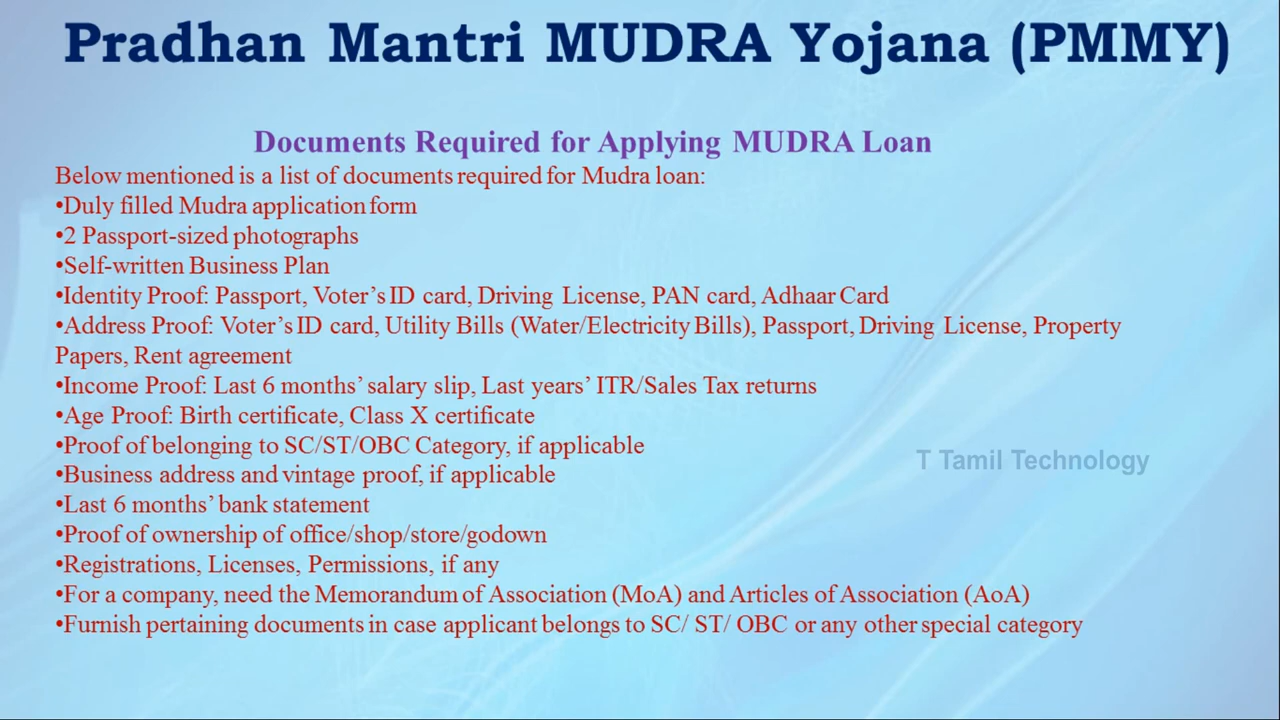 Pradhan Mantri MUDRA Yojana (PMMY)
Documents Required for Applying MUDRA Loan
Below mentioned is a list of documents required for Mudra loan:
•Duly filled Mudra application form
•2 Passport-sized photographs
•Self-written Business Plan
•Identity Proof: Passport, Voter’s ID card, Driving License, PAN card, Adhaar Card
•Address Proof: Voter’s ID card, Utility Bills (Water/Electricity Bills), Passport, Driving License, Property
Papers, Rent agreement
•Income Proof: Last 6 months’ salary slip, Last years’ ITR/Sales Tax returns
•Age Proof: Birth certificate, Class X certificate
•Proof of belonging to SC/ST/OBC Category, if applicable
T Tamil Technology
•Business address and vintage proof, if applicable
•Last 6 months’ bank statement
•Proof of ownership of office/shop/store/godown
•Registrations, Licenses, Permissions, if any
•For a company, need the Memorandum of Association (MoA) and Articles of Association (AoA)
•Furnish pertaining documents in case applicant belongs to SC/ ST/ OBC or any other special category